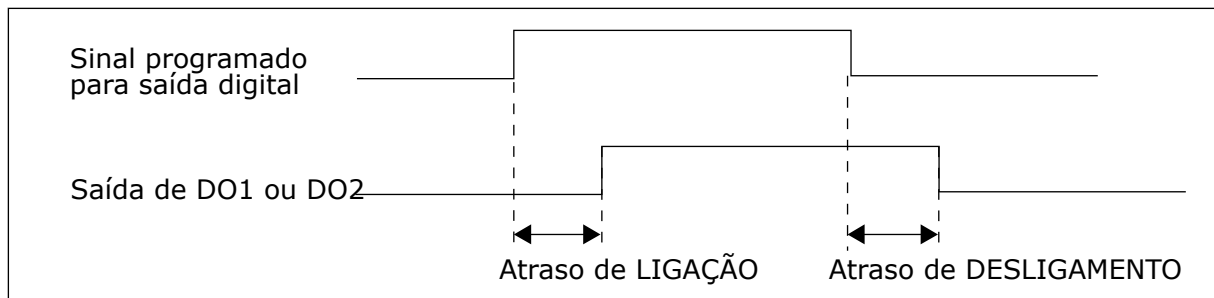 Sinal programado
para saída digital
Saída de DO1 ou DO2
Atraso de LIGAÇÃO
Atraso de DESLIGAMENTO